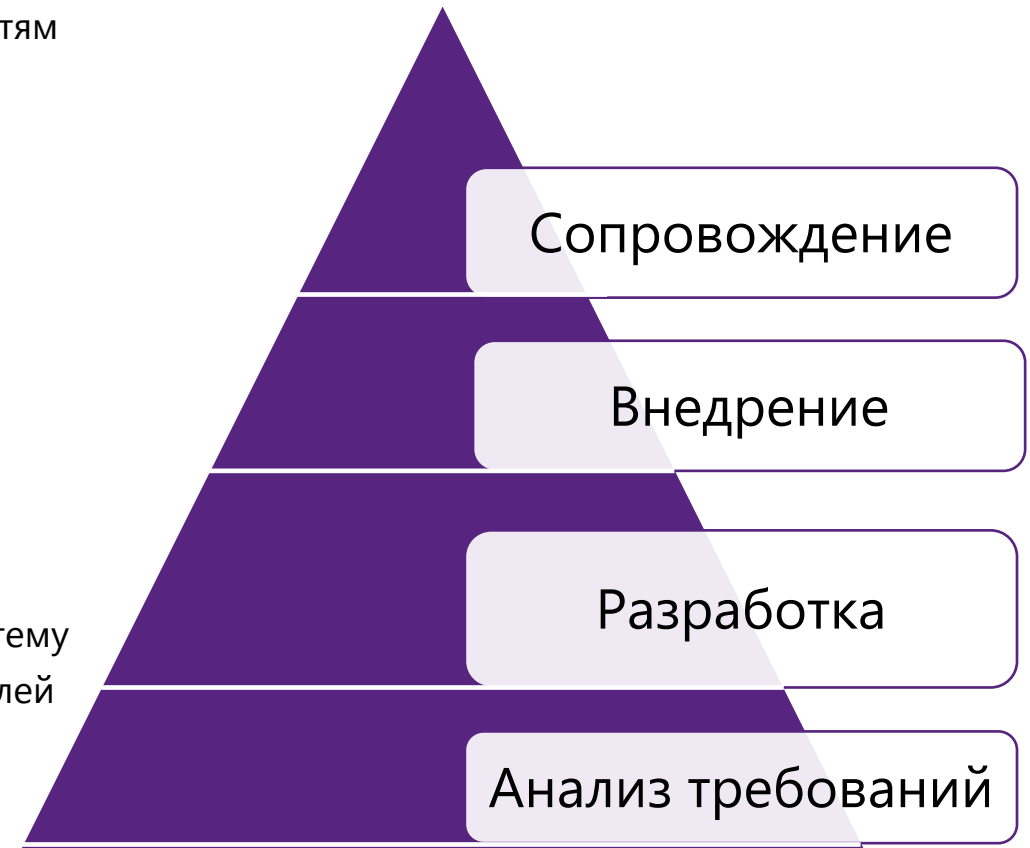 тям
Сопровождение
Внедрение
Разработка
тему
лей
Анализ требований